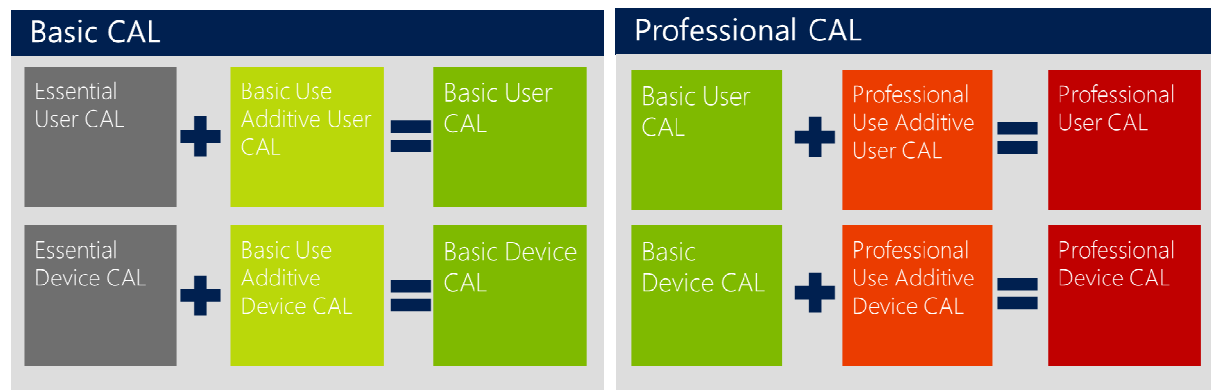 Basic CAL
Essential
User CAL
+
Basic Use
Additive User
CAL
=
Basic User
CAL
Essential
Device CAL
+
Basic Use
Additive
Device CAL
=
Basic Device
CAL
Professional CAL
Basic User
CAL
+
Professional
Use Additive
User CAL
=
Professional
User CAL
Basic
Device CAL
+
Professional
Use Additive
Device CAL
=
Professional
Device CAL